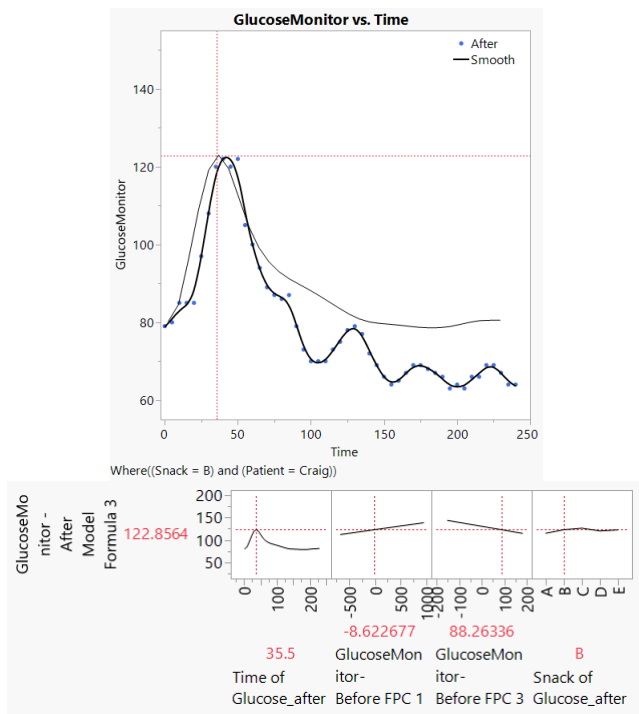 GlucoseMonitor vs. Time
After
Smooth
140
120
100
80
60
GlucoseMonitor
0
50
100
150
200
250
Time
Where((Snack = B) and (Patient = Craig))
GlucoseMo
nitor -
After
Model
Formula 3
122.8564
200
150
100
50
0
100
200
-500
0
500
1000
-200
-100
0
100
200
A
B
C
D
E
35.5
Time of
Glucose_after
-8.622677
GlucoseMon
itor-
Before FPC 1
88.26336
GlucoseMon
itor-
Before FPC 3
B
Snack of
Glucose_after